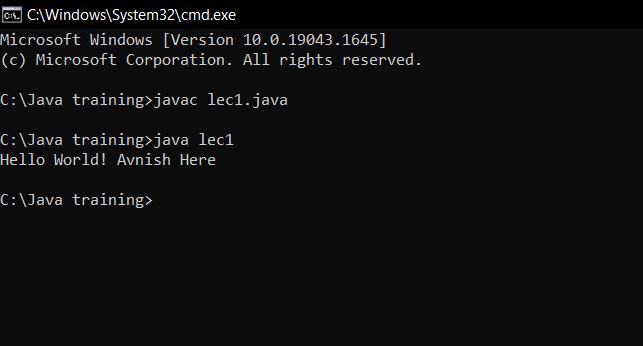 C:\Windows\System32\cmd.exe
Microsoft Windows [Version 10.0.19043.1645]
(c) Microsoft Corporation. All rights reserved.
C:\Java training>javac lec1.java
C:\Java training>java lec1
Hello World! Avnish Here
C:\Java training>